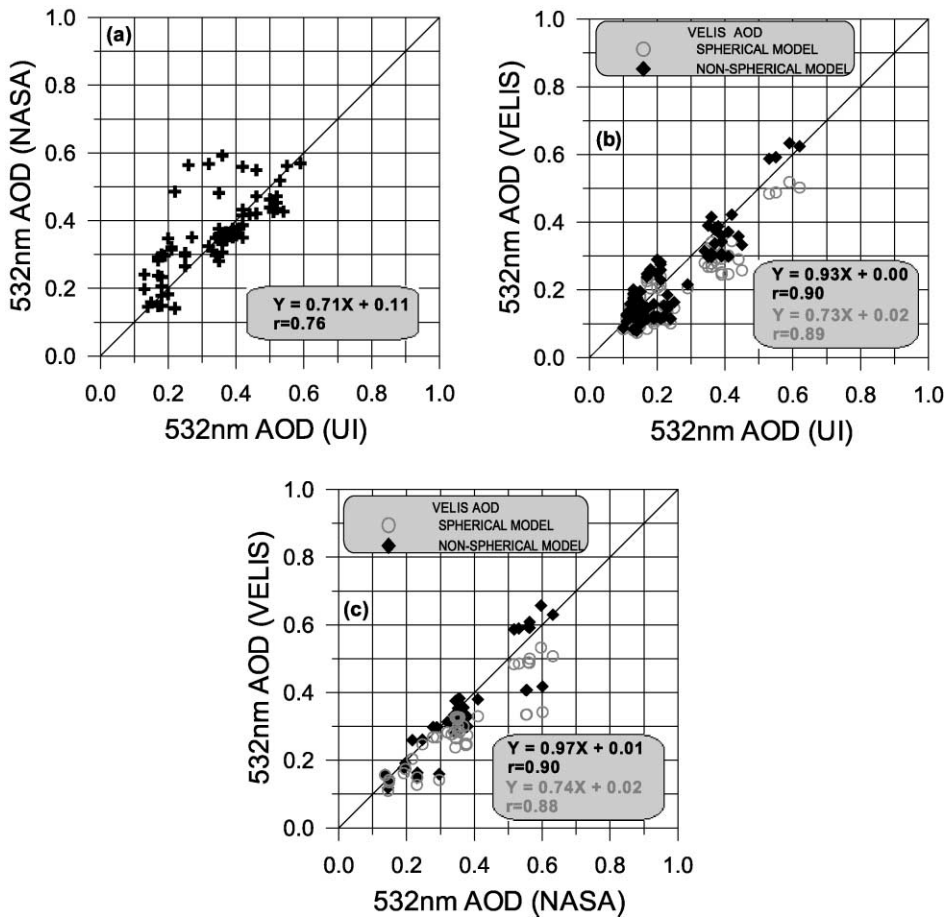 (a)
1.0
0.8
0.6
0.4
0.2
0.0
532nm AOD (NASA)
Y = 0.71X + 0.11
r=0.76
0.0 0.2 0.4 0.6 0.8 1.0
532nm AOD (UI)
VELIS AOD
SPHERICAL MODEL
NON-SPHERICAL MODEL
(b)
1.0
0.8
0.6
0.4
0.2
0.0
532nm AOD (VELIS)
Y = 0.93X + 0.00
r=0.90
Y = 0.73X + 0.02
r=0.89
0.0 0.2 0.4 0.6 0.8 1.0
532nm AOD (UI)
VELIS AOD
SPHERICAL MODEL
NON-SPHERICAL MODEL
(c)
1.0
0.8
0.6
0.4
0.2
0.0
532nm AOD (VELIS)
Y = 0.97X + 0.01
r=0.90
Y = 0.74X + 0.02
r=0.88
0.0 0.2 0.4 0.6 0.8 1.0
532nm AOD (NASA)